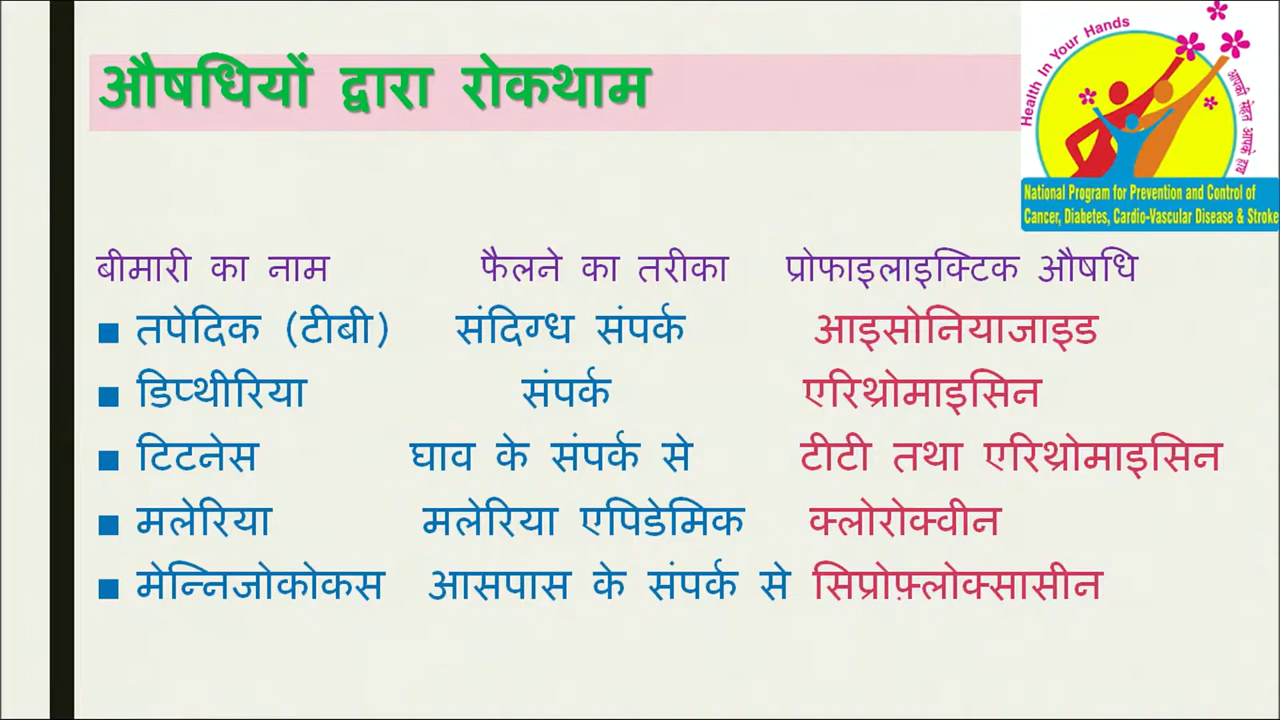 औषधियों द्वारा रोकथाम
Health In Your Hands
आपकी सेहत आपके हाथ
National Program for Prevention and Control of
Cancer, Diabetes, Cardio-Vascular Disease & Stroke
बीमारी का नाम फैलने का तरीका प्रोफाइलाइक्टिक औषधि
तपेदिक (टीबी) संदिग्ध संपर्क आइसोनियाजाइड
डिप्थीरिया संपर्क एरिथ्रोमाइसिन
टिटनेस घाव के संपर्क से टीटी तथा एरिथ्रोमाइसिन
मलेरिया मलेरिया एपिडेमिक क्लोरोक्वीन
मेन्निजोकोकस आसपास के संपर्क से सिप्रोफ़्लोक्सासीन